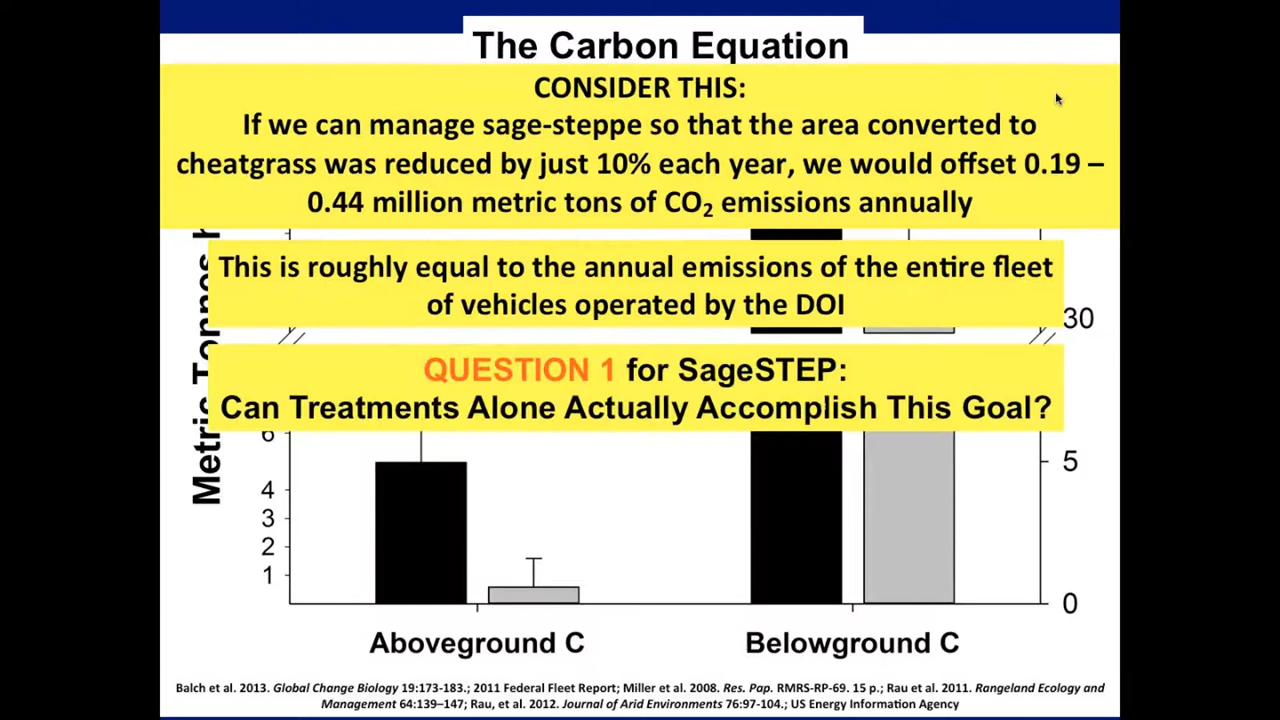 The Carbon Equation
CONSIDER THIS:
If we can manage sage-steppe so that the area converted to
cheatgrass was reduced by just 10% each year, we would offset 0.19 –
0.44 million metric tons of CO₂ emissions annually
This is roughly equal to the annual emissions of the entire fleet
of vehicles operated by the DOI
QUESTION 1 for SageSTEP:
Can Treatments Alone Actually Accomplish This Goal?
Metric
30
6
5
4
3
2
1
0
Aboveground C
Belowground C
Balch et al. 2013. Global Change Biology 19:173-183.; 2011 Federal Fleet Report; Miller et al. 2008. Res. Pap. RMRS-RP-69. 15 p.; Rau et al. 2011. Rangeland Ecology and
Management 64:139–147; Rau, et al. 2012. Journal of Arid Environments 76:97-104.; US Energy Information Agency